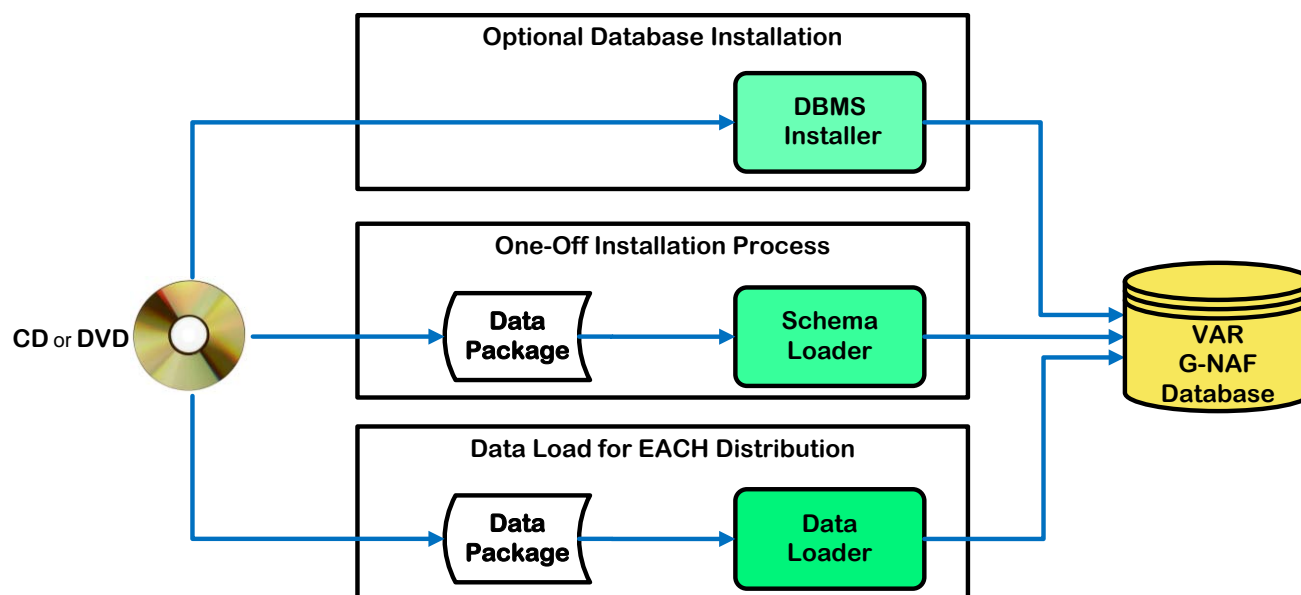 Optional Database Installation
DBMS
Installer
One-Off Installation Process
CD or DVD
Data
Package
Schema
Loader
VAR
G-NAF
Database
Data Load for EACH Distribution
Data
Package
Data
Loader